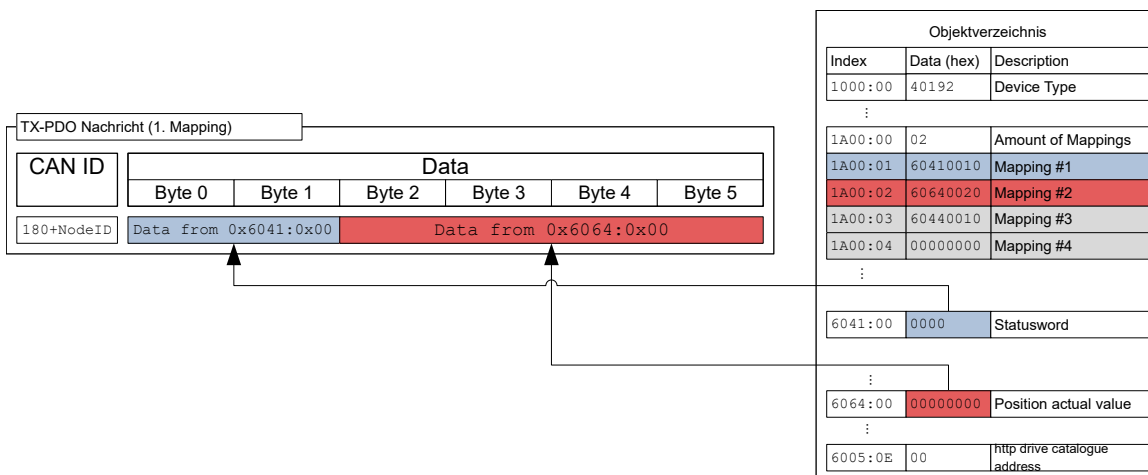 Objektverzeichnis
Index Data (hex) Description
1000:00 40192 Device Type
⋮
1A00:00 02 Amount of Mappings
1A00:01 60410010 Mapping #1
1A00:02 60640020 Mapping #2
1A00:03 60440010 Mapping #3
1A00:04 00000000 Mapping #4
⋮
6041:00 0000 Statusword
⋮
6064:00 00000000 Position actual value
⋮
6005:0E 00 http drive catalogue
address
TX-PDO Nachricht (1. Mapping)
CAN ID Data
Byte 0 Byte 1 Byte 2 Byte 3 Byte 4 Byte 5
180+NodeID Data from 0x6041:0x00 Data from 0x6064:0x00